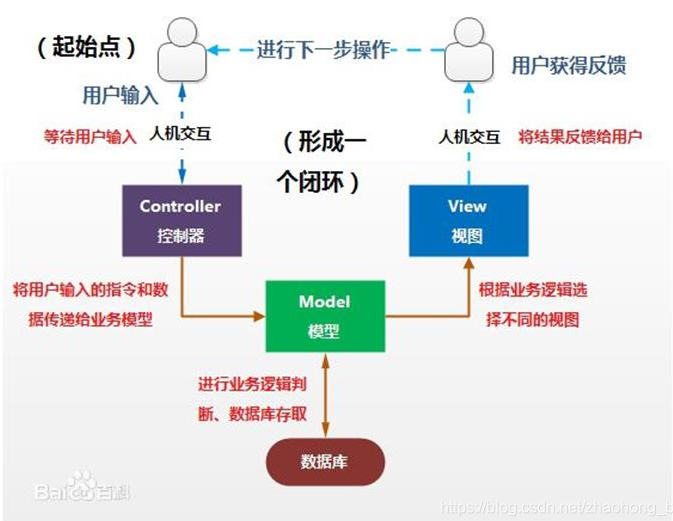 （起始点）
进行下一步操作
用户获得反馈
用户输入
等待用户输入
人机交互
（形成一
个闭环）
人机交互
将结果反馈给用户
Controller
控制器
View
视图
将用户输入的指令和数
据传递给业务模型
Model
模型
根据业务逻辑选
择不同的视图
进行业务逻辑判
断、数据库存取
数据库
Baidu百科